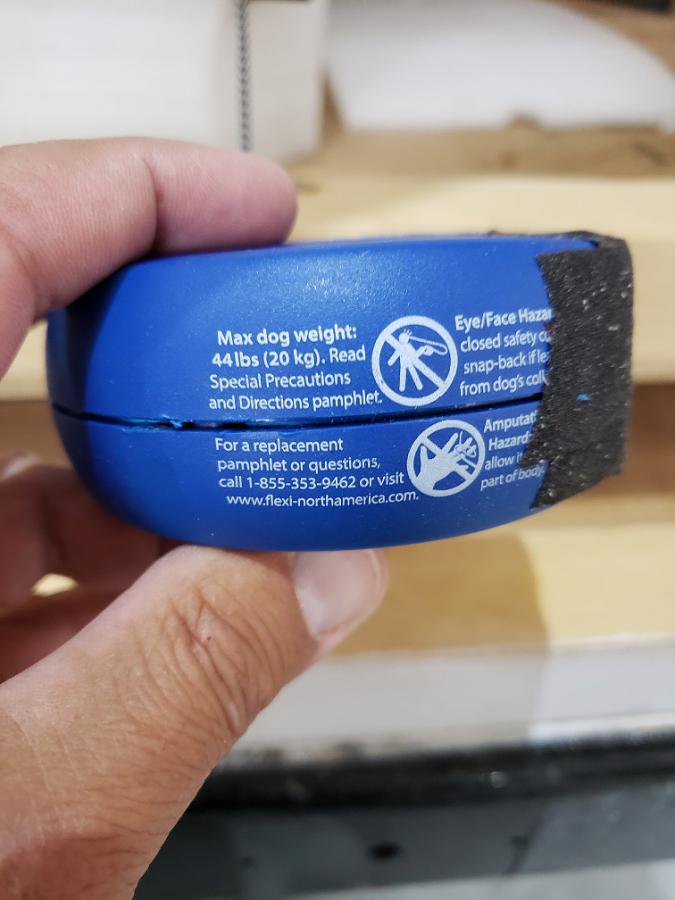 Max dog weight:
44 lbs (20 kg). Read
Special Precautions
and Directions pamphlet.
Eye/Face
closed safety
snap-back if
from dog's
For a replacement
pamphlet or questions,
call 1-855-353-9462 or visit
www.flexi-northamerica.com.
Hazard:
allow
part of body.